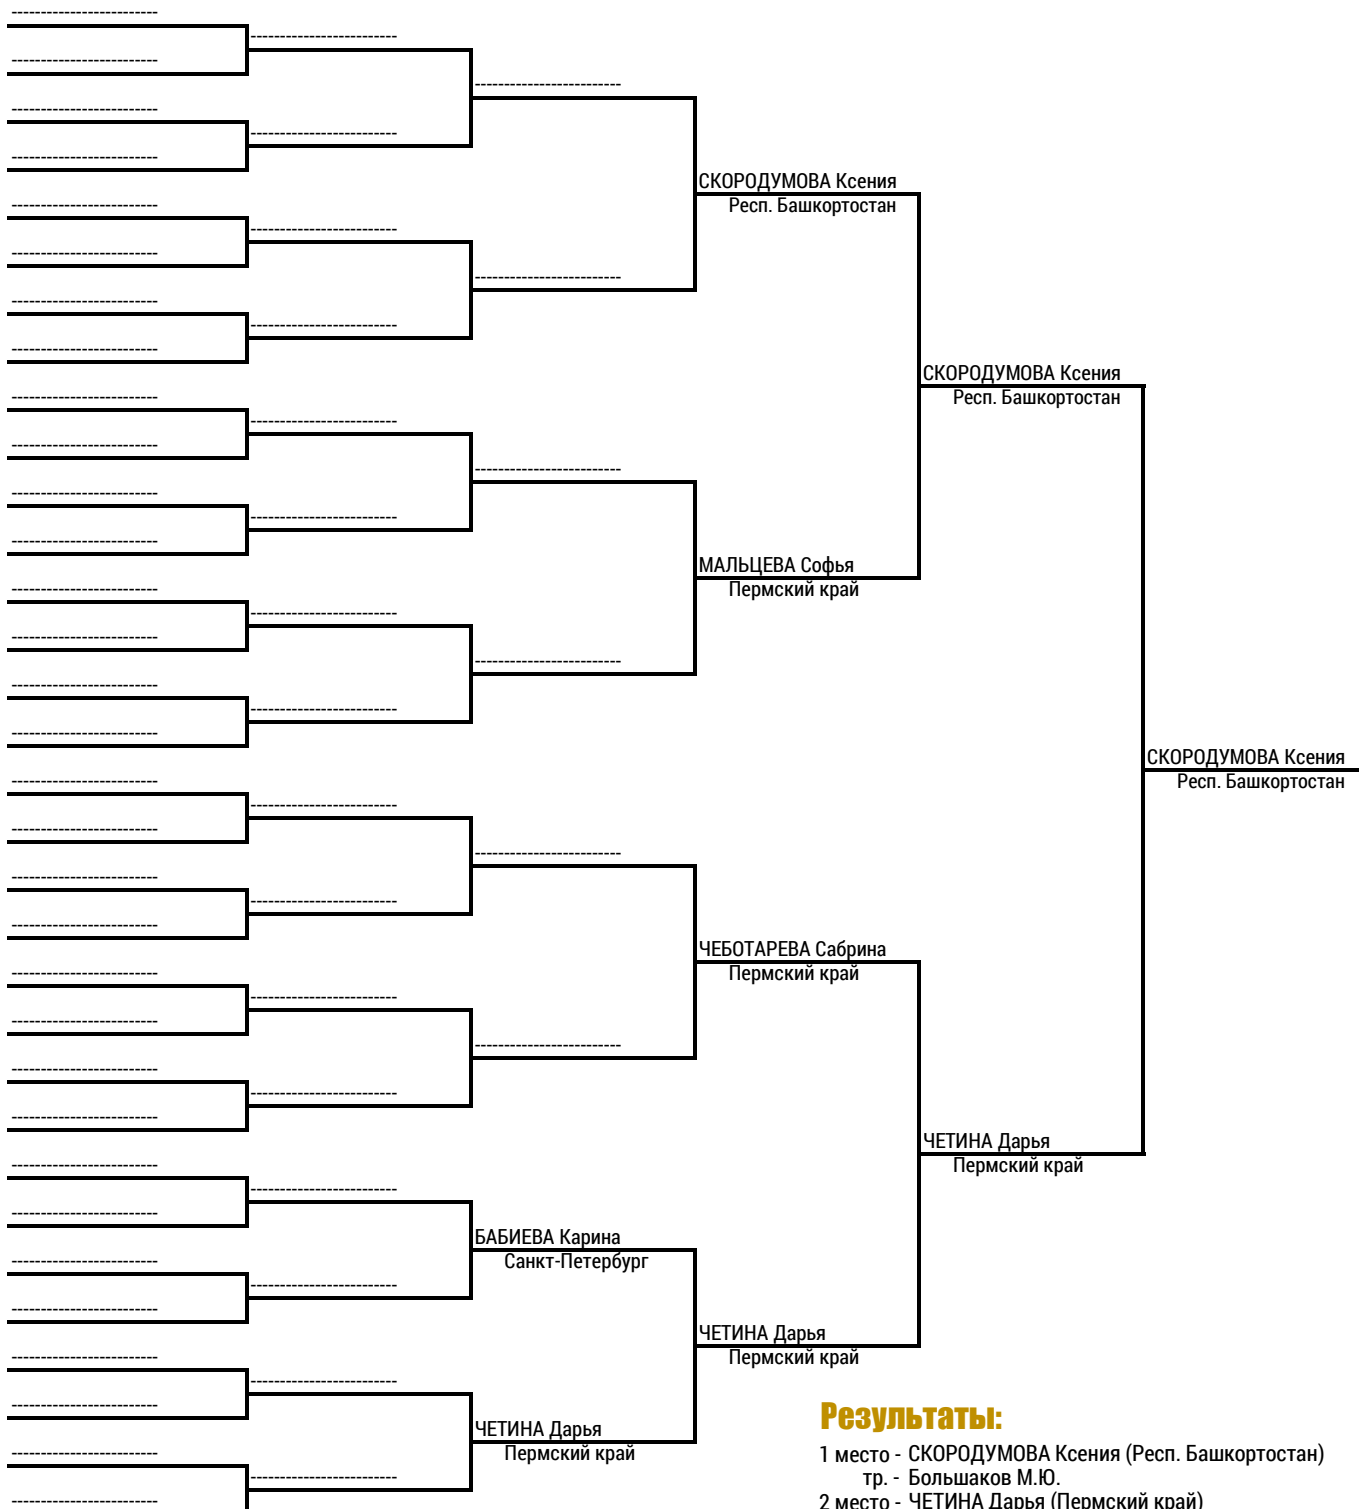 СКОРОДУМОВА Ксения
Респ. Башкортостан
СКОРОДУМОВА Ксения
Респ. Башкортостан
МАЛЬЦЕВА Софья
Пермский край
СКОРОДУМОВА Ксения
Респ. Башкортостан
ЧЕБОТАРЕВА Сабрина
Пермский край
ЧЕТИНА Дарья
Пермский край
БАБИЕВА Карина
Санкт-Петербург
ЧЕТИНА Дарья
Пермский край
ЧЕТИНА Дарья
Пермский край
Результаты:
1 место - СКОРОДУМОВА Ксения (Респ. Башкортостан)
тр. - Большаков М.Ю.
2 место - ЧЕТИНА Дарья (Пермский край)